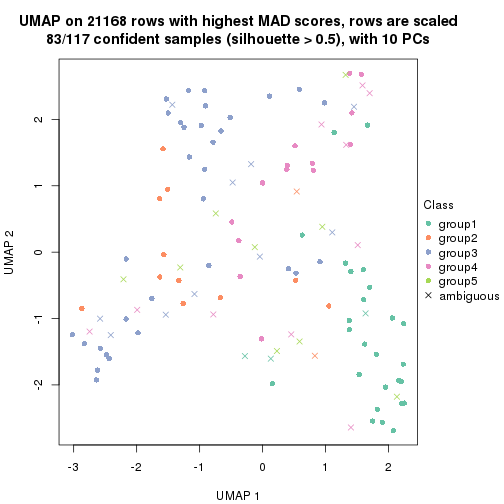 UMAP on 21168 rows with highest MAD scores, rows are scaled
83/117 confident samples (silhouette > 0.5), with 10 PCs
UMAP 2
2
1
0
-1
-2
-3
-2
-1
0
1
2
UMAP 1
Class
group1
group2
group3
group4
group5
ambiguous